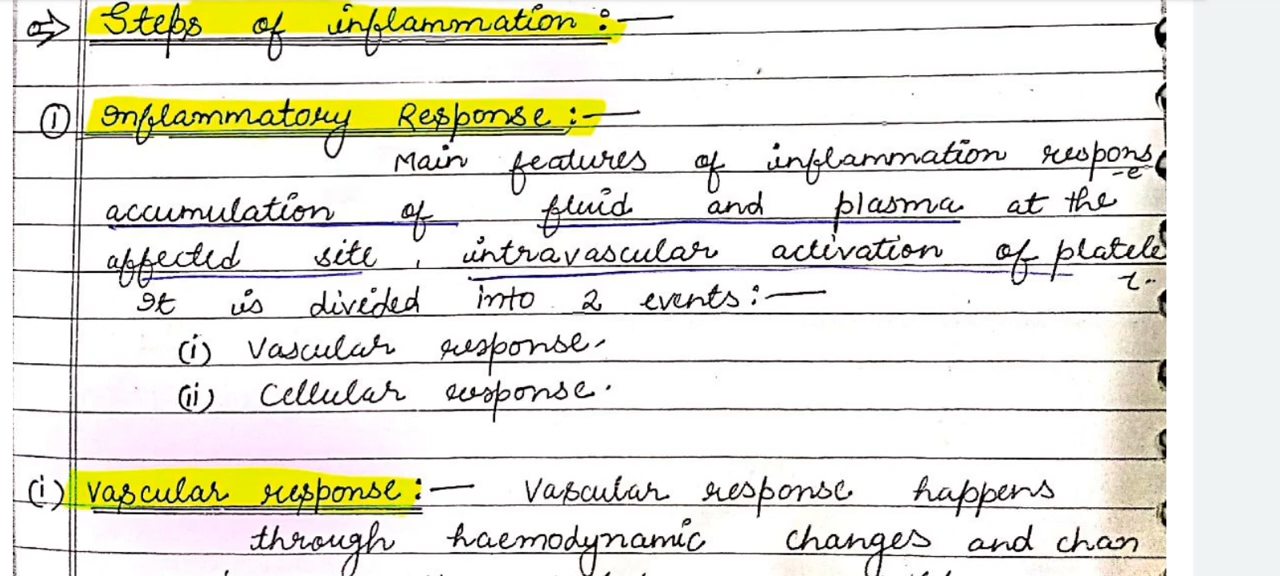 ⇒ Steps of inflammation :—
① Inflammatory Response :—
Main features of inflammation respons
-e
accumulation of fluid and plasma at the
affected site, intravascular activation of platele
t..
It is divided into 2 events :—
(i) Vascular response.
(ii) Cellular response.
(i) Vascular response :— Vascular response happens
through haemodynamic changes and chan